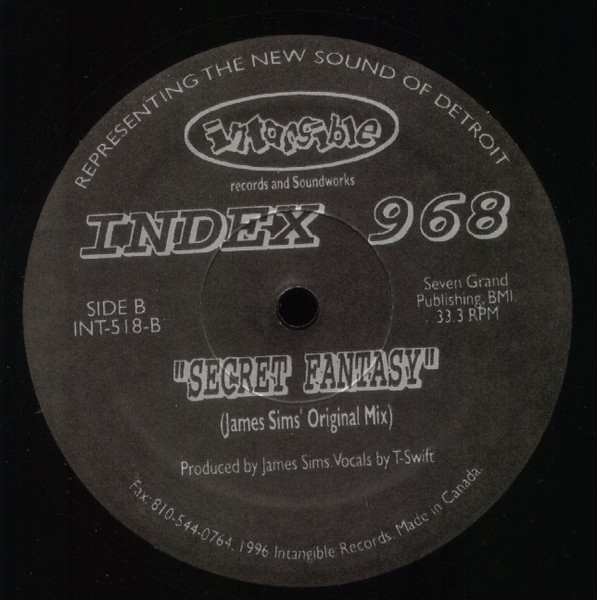 REPRESENTING THE NEW SOUND OF DETROIT
intangible
records and Soundworks
INDEX 968
SIDE B
INT-518-B
Seven Grand
Publishing, BMI
33.3 RPM
"SECRET FANTASY"
(James Sims' Original Mix)
Produced by James Sims. Vocals by T-Swift
Fax: 810-544-0764. 1996 Intangible Records. Made in Canada.